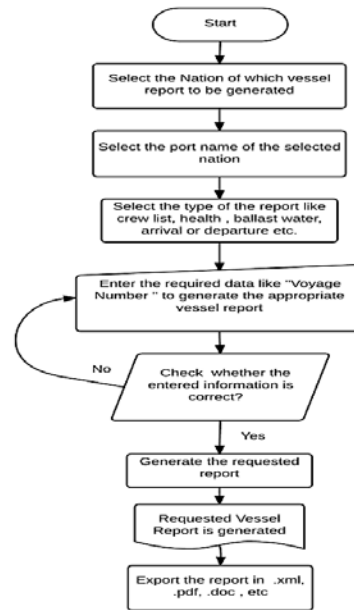 Start
Select the Nation of which vessel
report to be generated
Select the port name of the selected
nation
Select the type of the report like
crew list, health , ballast water,
arrival or departure etc.
Enter the required data like "Voyage
Number " to generate the appropriate
vessel report
No
Check whether the
entered information is
correct?
Yes
Generate the requested
report
Requested Vessel
Report is generated
Export the report in .xml,
.pdf, .doc , etc